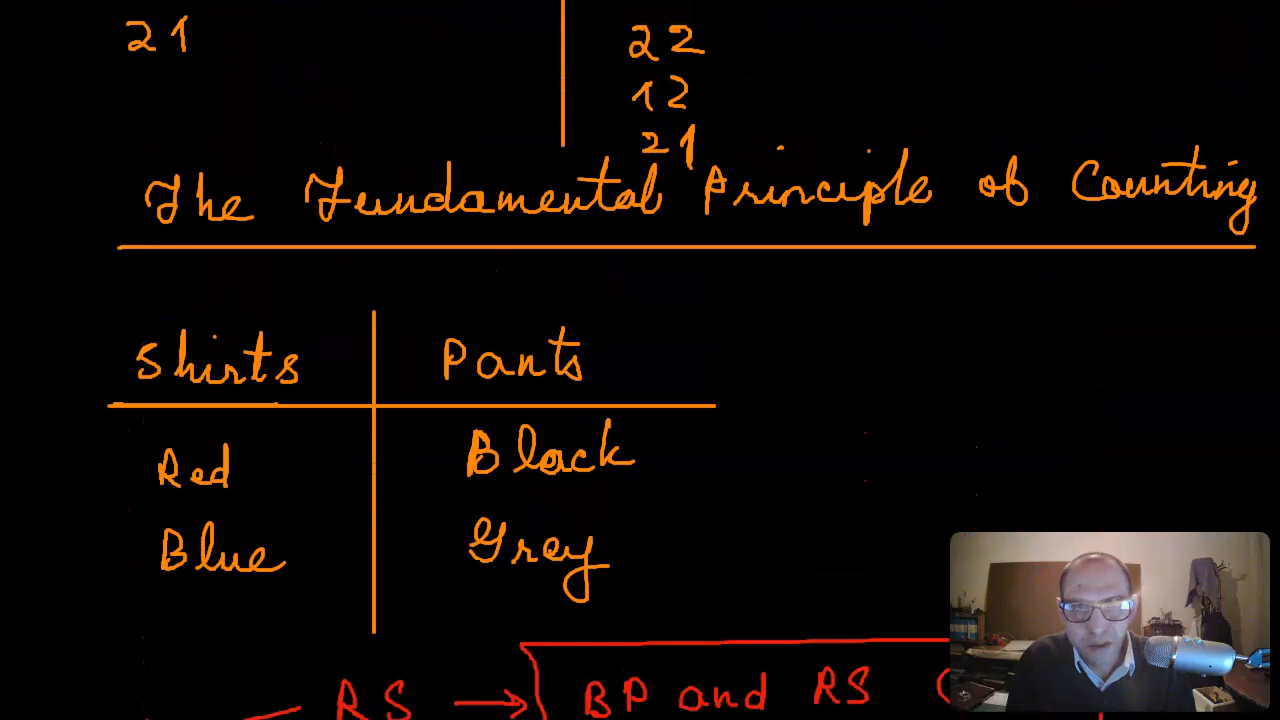 21
22
12
21
The Fundamental Principle of Counting
Shirts Pants
Red Black
Blue Grey
RS → BP and RS (